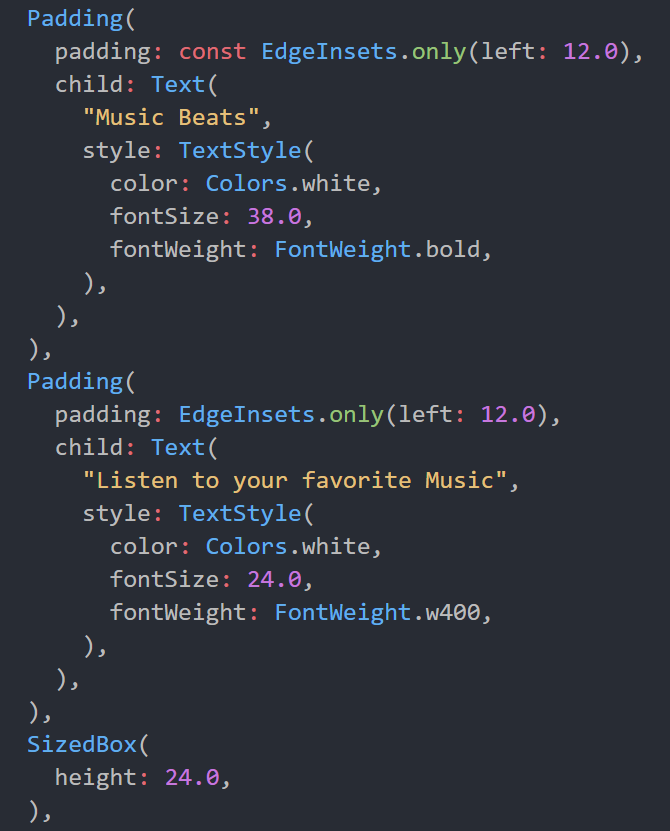 Padding(
  padding: const EdgeInsets.only(left: 12.0),
  child: Text(
    "Music Beats",
    style: TextStyle(
      color: Colors.white,
      fontSize: 38.0,
      fontWeight: FontWeight.bold,
    ),
  ),
),
Padding(
  padding: EdgeInsets.only(left: 12.0),
  child: Text(
    "Listen to your favorite Music",
    style: TextStyle(
      color: Colors.white,
      fontSize: 24.0,
      fontWeight: FontWeight.w400,
    ),
  ),
),
SizedBox(
  height: 24.0,
),